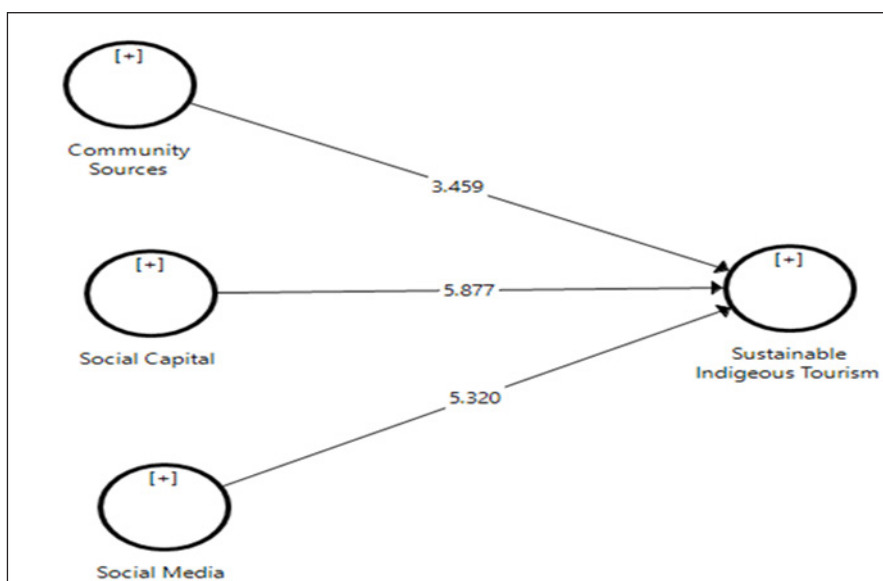 [+]
Community
Sources
3.459
[+]
Social Capital
5.877
[+]
Sustainable
Indigeous Tourism
5.320
[+]
Social Media